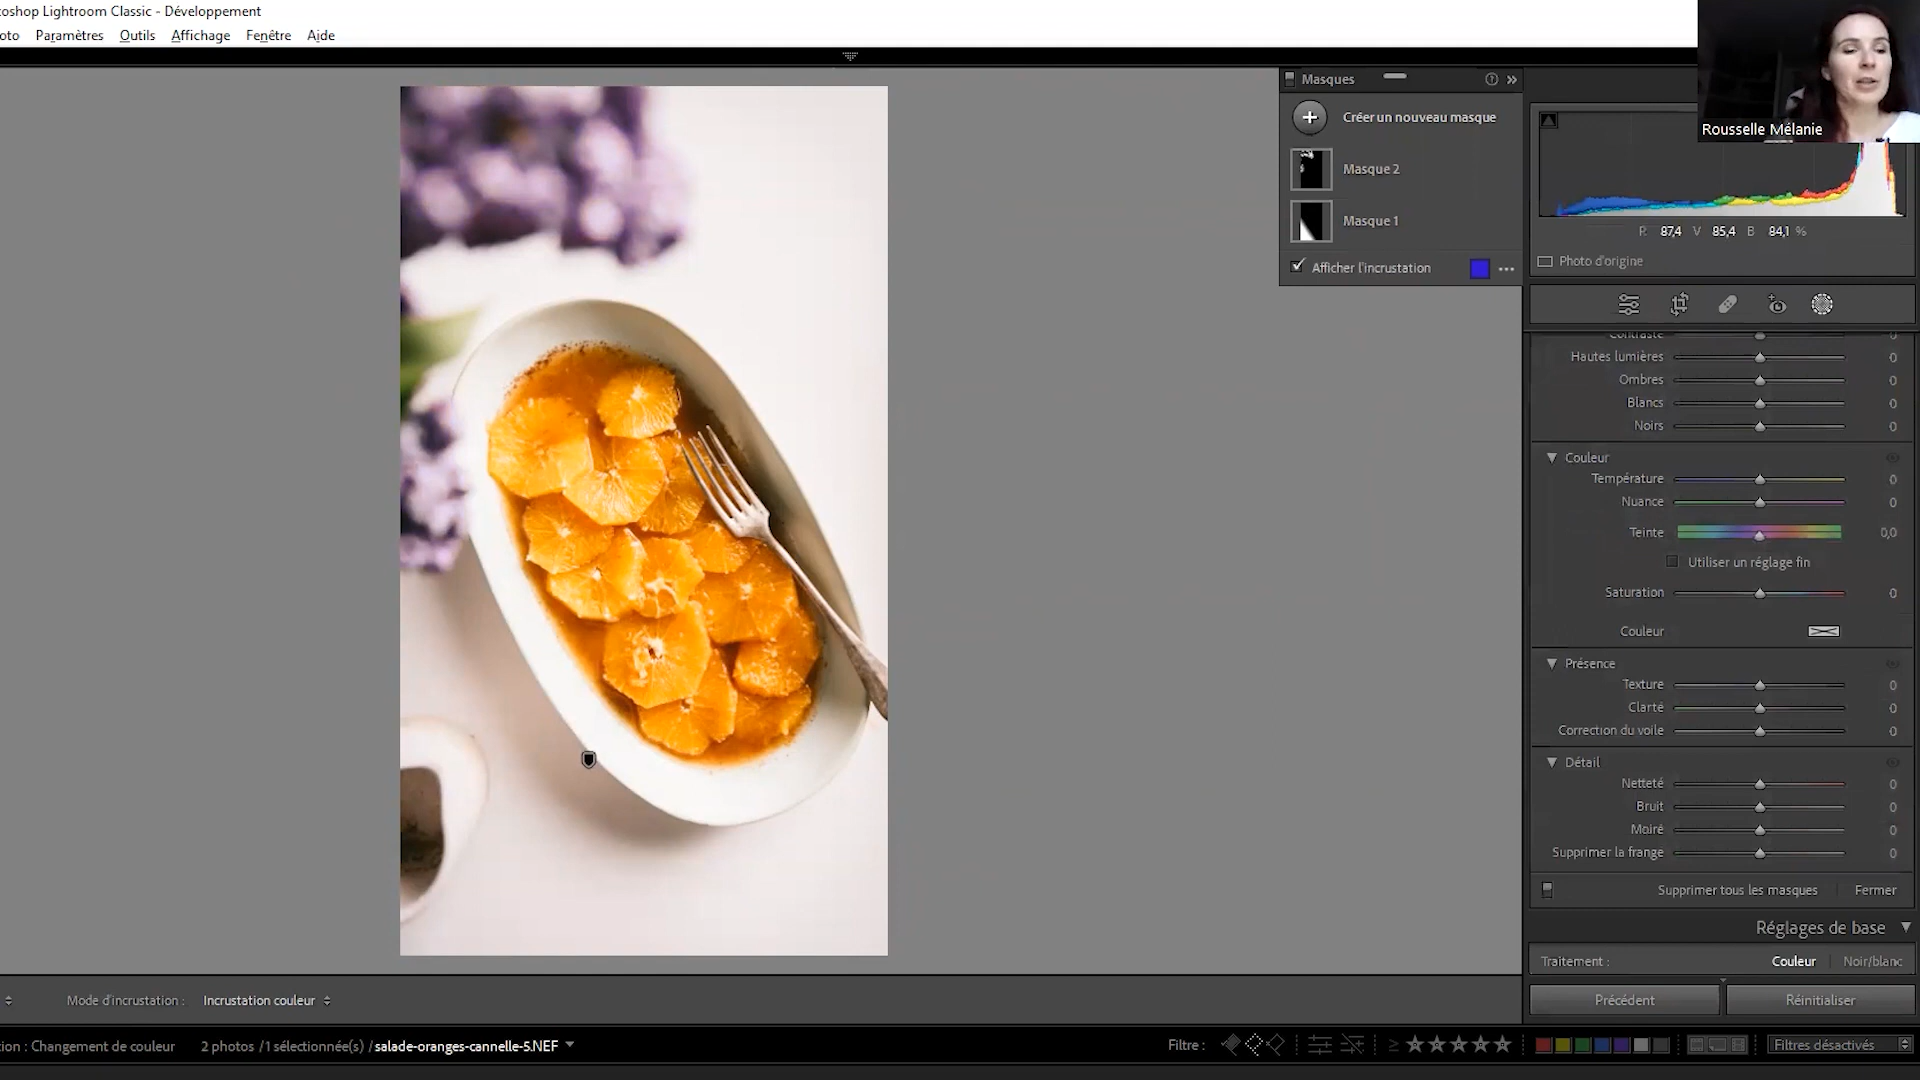 toshop Lightroom Classic - Développement
oto Paramètres Outils Affichage Fenêtre Aide
Rousselle Mélanie
Masques
Créer un nouveau masque
Masque 2
Masque 1
Afficher l'incrustation
R 87,4 V 85,4 B 84,1 %
Photo d'origine
Contraste 0
Hautes lumières 0
Ombres 0
Blancs 0
Noirs 0
Couleur
Température 0
Nuance 0
Teinte 0,0
Utiliser un réglage fin
Saturation 0
Couleur
Présence
Texture 0
Clarté 0
Correction du voile 0
Détail
Netteté 0
Bruit 0
Moiré 0
Supprimer la frange 0
Supprimer tous les masques Fermer
Réglages de base
Traitement : Couleur Noir/blanc
Précédent Réinitialiser
Mode d'incrustation : Incrustation couleur
tion : Changement de couleur 2 photos /1 sélectionnée(s) /salade-oranges-cannelle-5.NEF
Filtre : ≥ Filtres désactivés